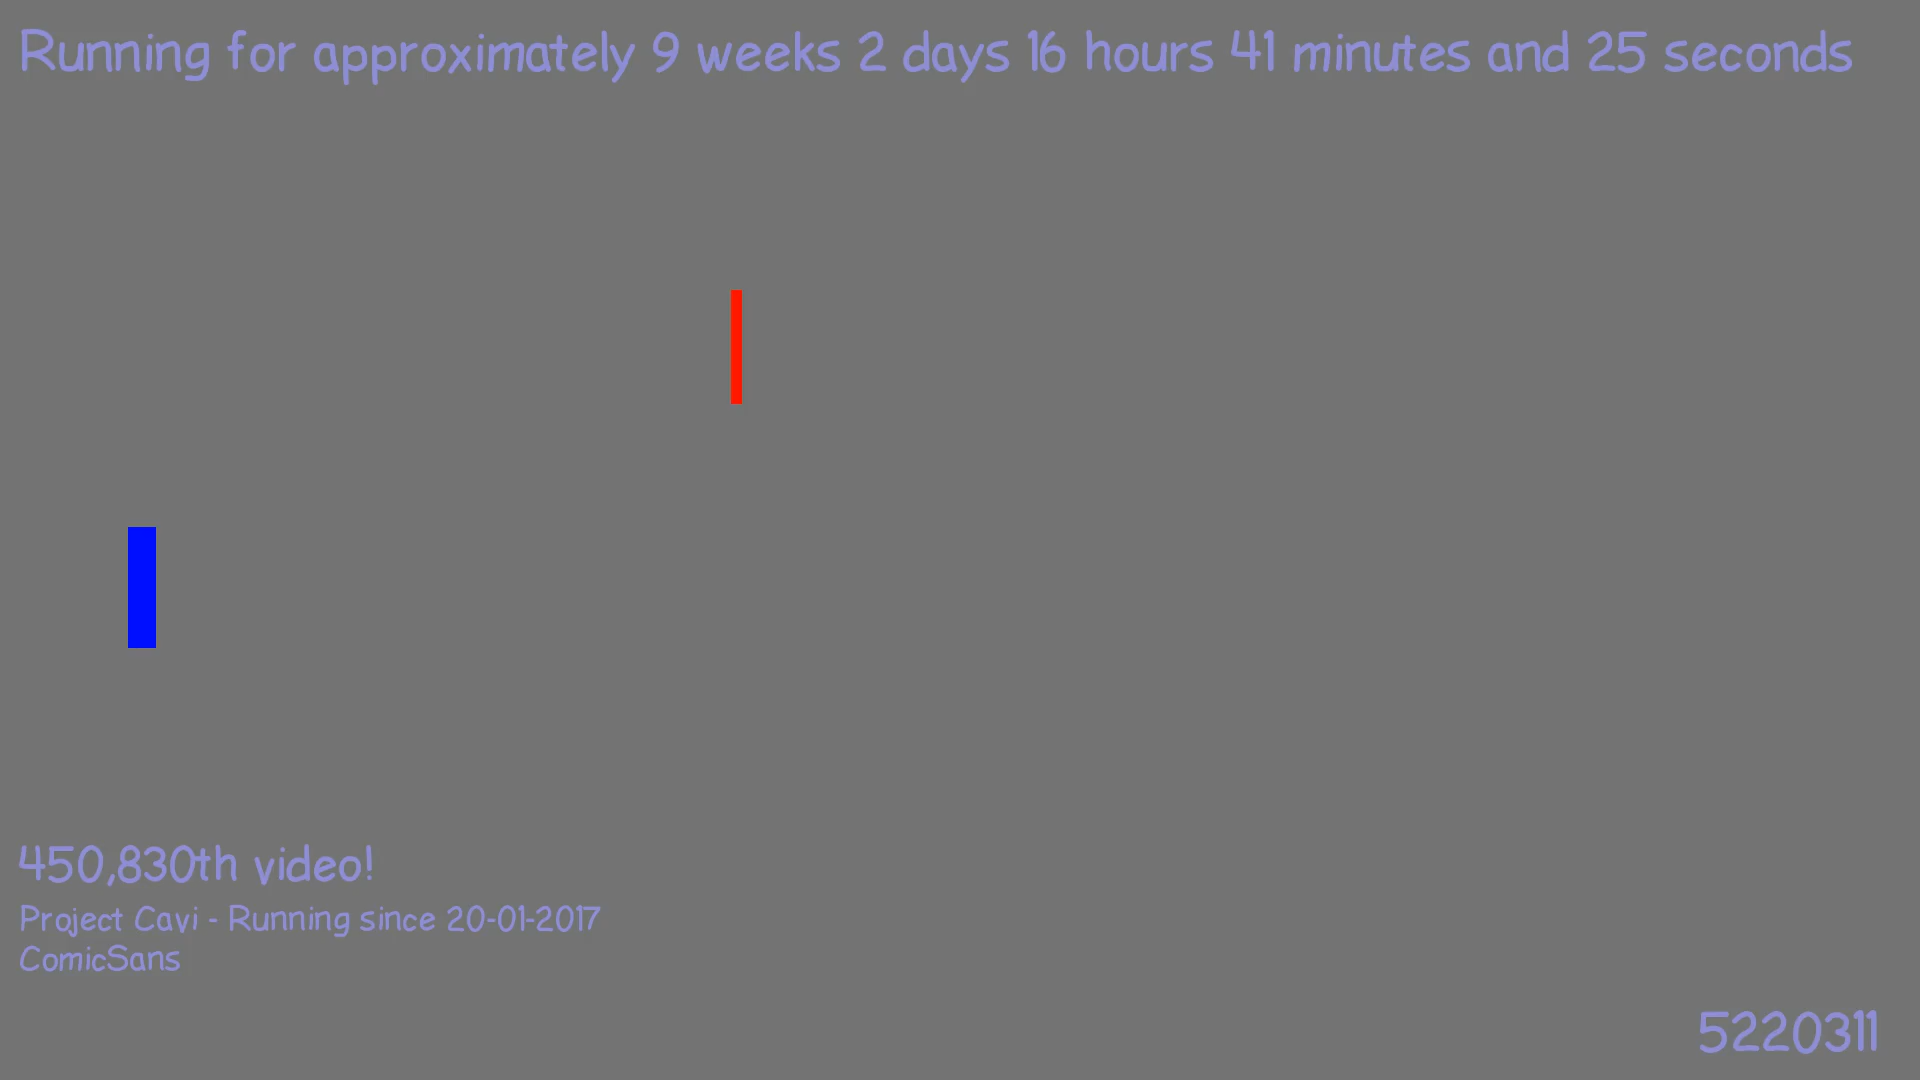 Running for approximately 9 weeks 2 days 16 hours 41 minutes and 25 seconds
450,830th video!
Project Cavi - Running since 20-01-2017
ComicSans
5220311